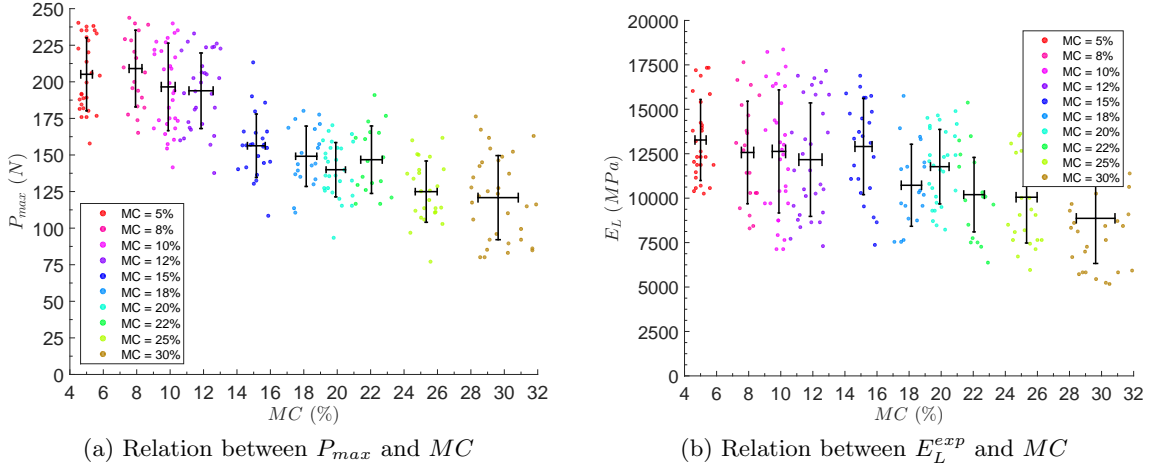 250
225
200
175
150
125
100
75
50
25
0
P_max (N)
MC = 5%
MC = 8%
MC = 10%
MC = 12%
MC = 15%
MC = 18%
MC = 20%
MC = 22%
MC = 25%
MC = 30%
4 6 8 10 12 14 16 18 20 22 24 26 28 30 32
MC (%)
(a) Relation between P_max and MC
20000
17500
15000
12500
10000
7500
5000
2500
0
E_L (MPa)
MC = 5%
MC = 8%
MC = 10%
MC = 12%
MC = 15%
MC = 18%
MC = 20%
MC = 22%
MC = 25%
MC = 30%
4 6 8 10 12 14 16 18 20 22 24 26 28 30 32
MC (%)
(b) Relation between E_L^exp and MC